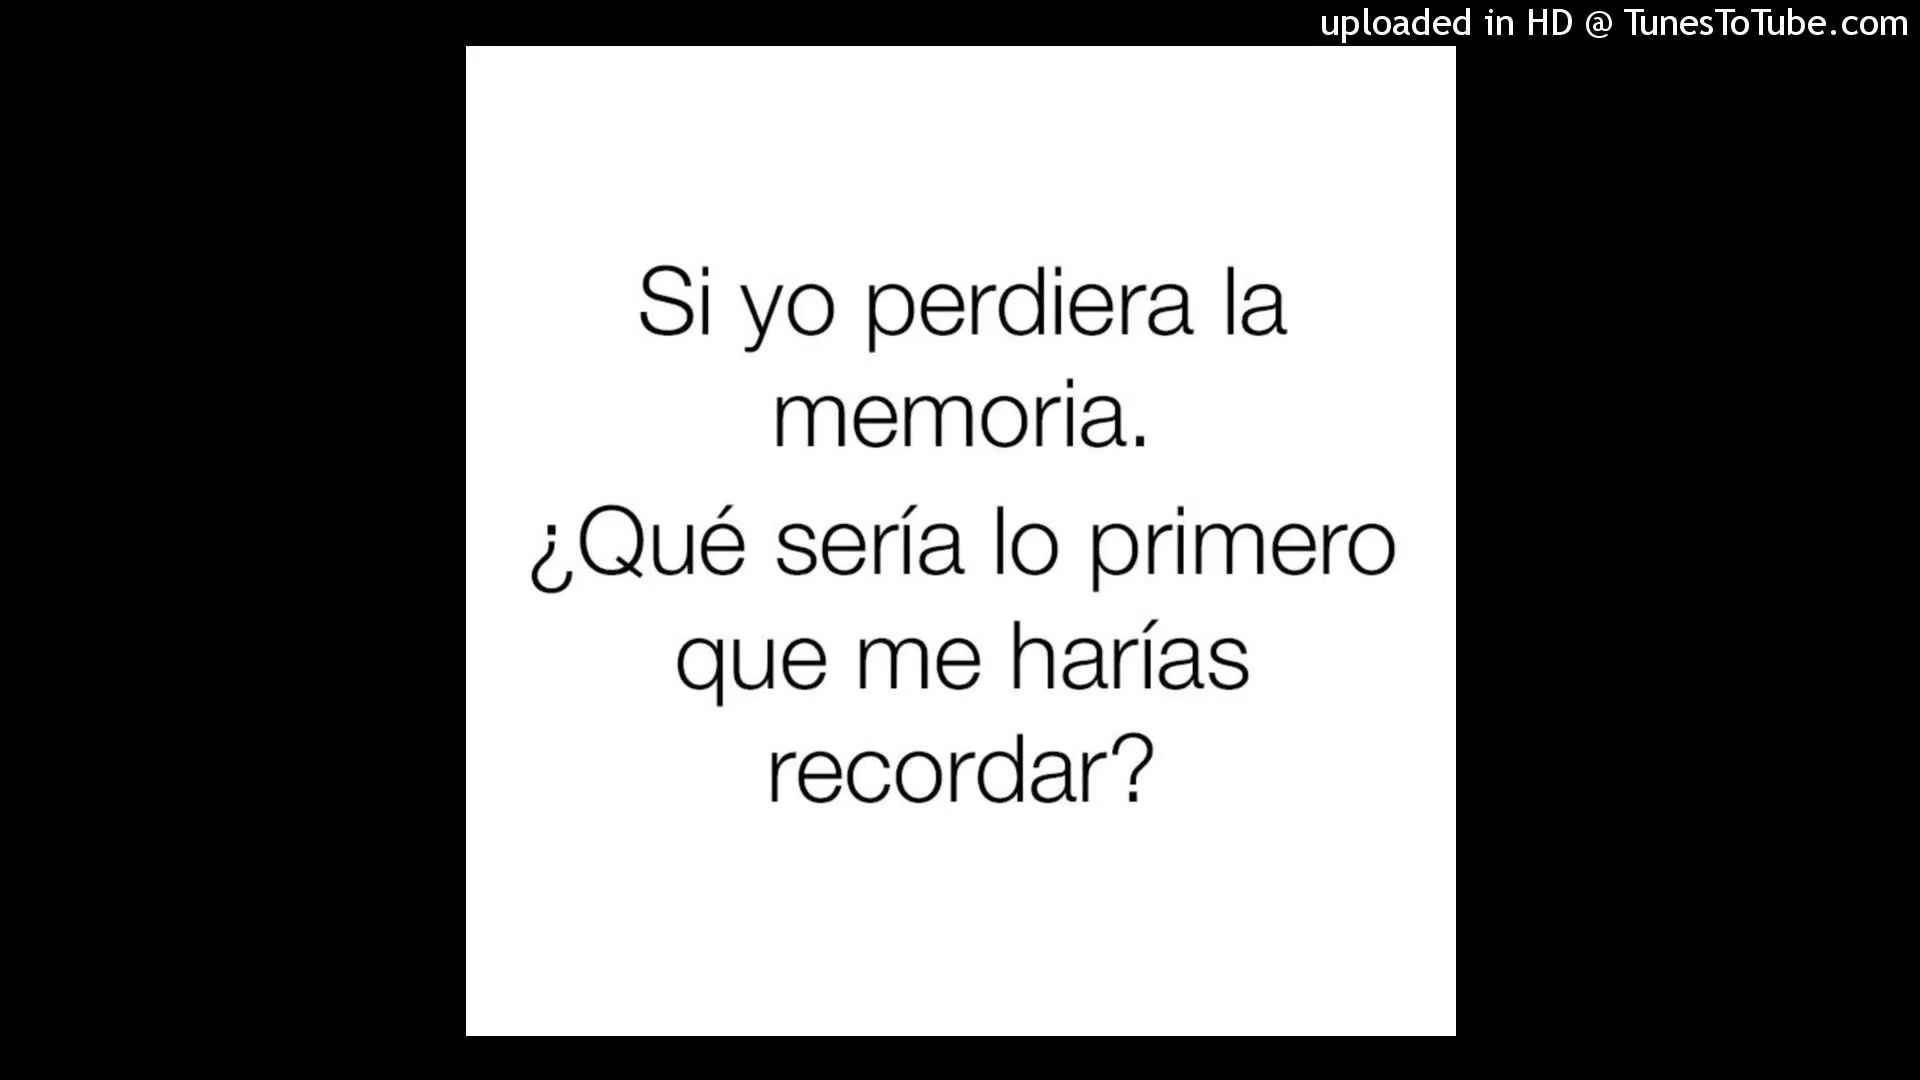 uploaded in HD @ TunesToTube.com
Si yo perdiera la
memoria.
¿Qué sería lo primero
que me harías
recordar?